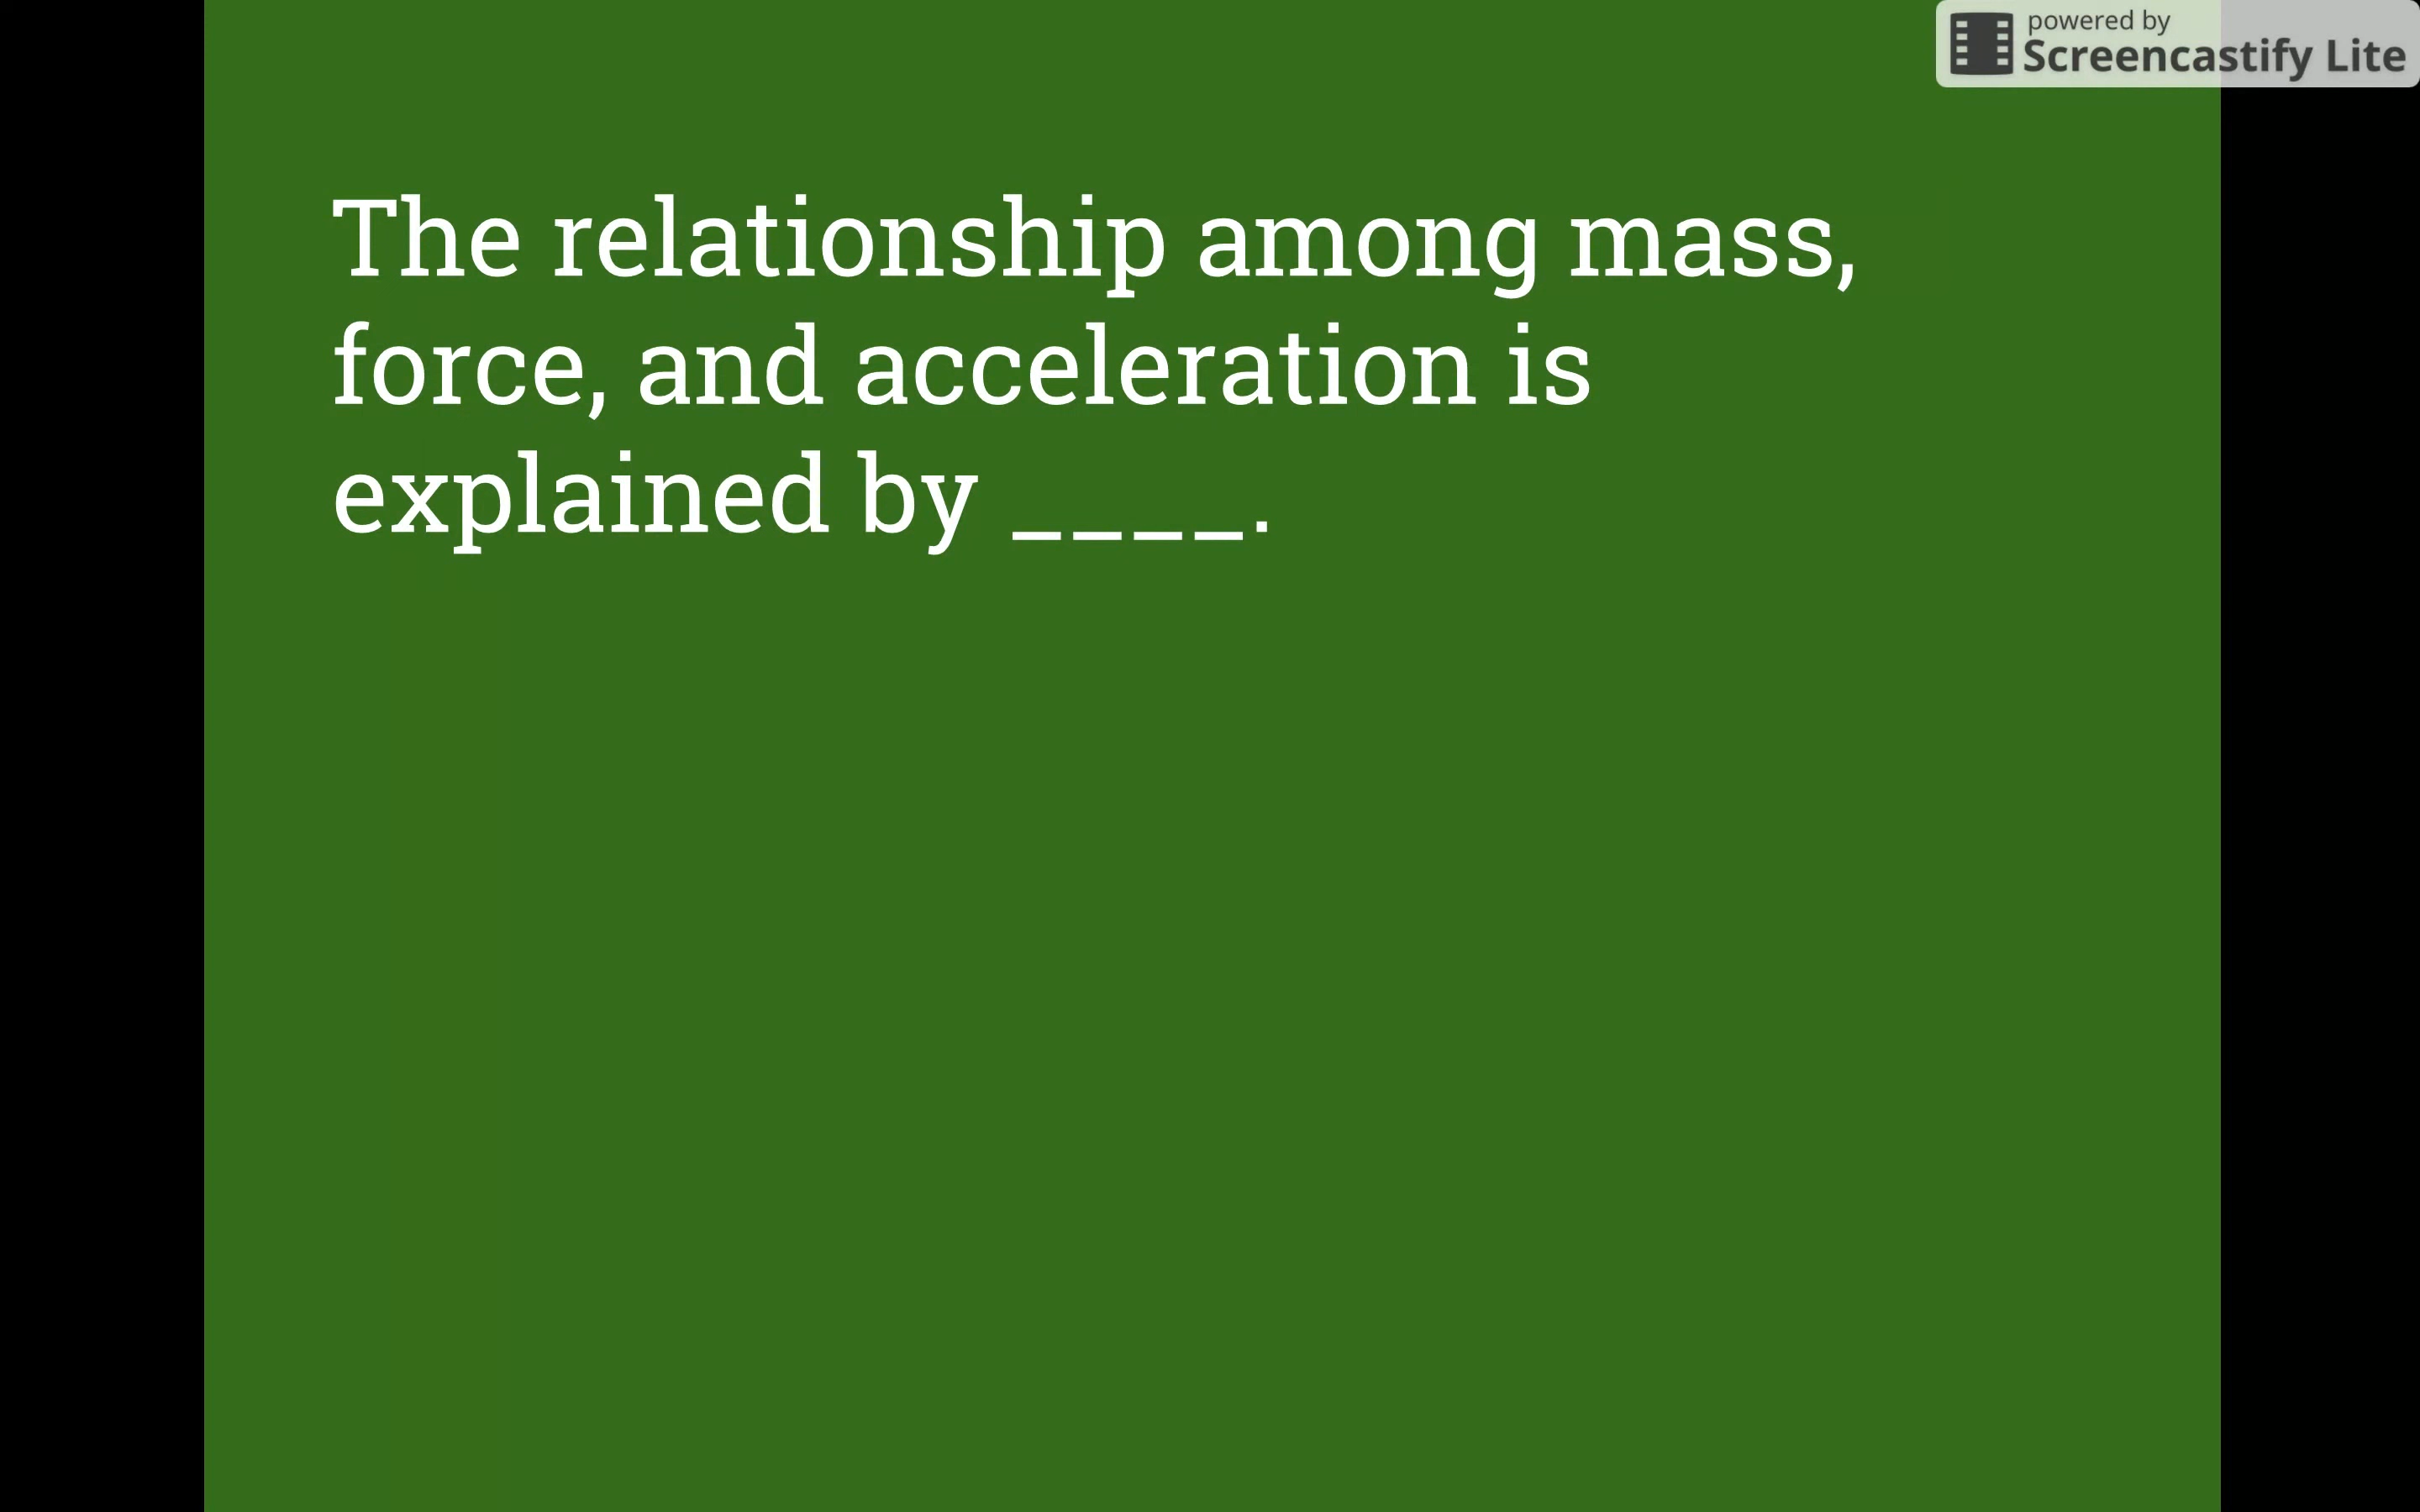 powered by
Screencastify Lite
The relationship among mass,
force, and acceleration is
explained by ____.